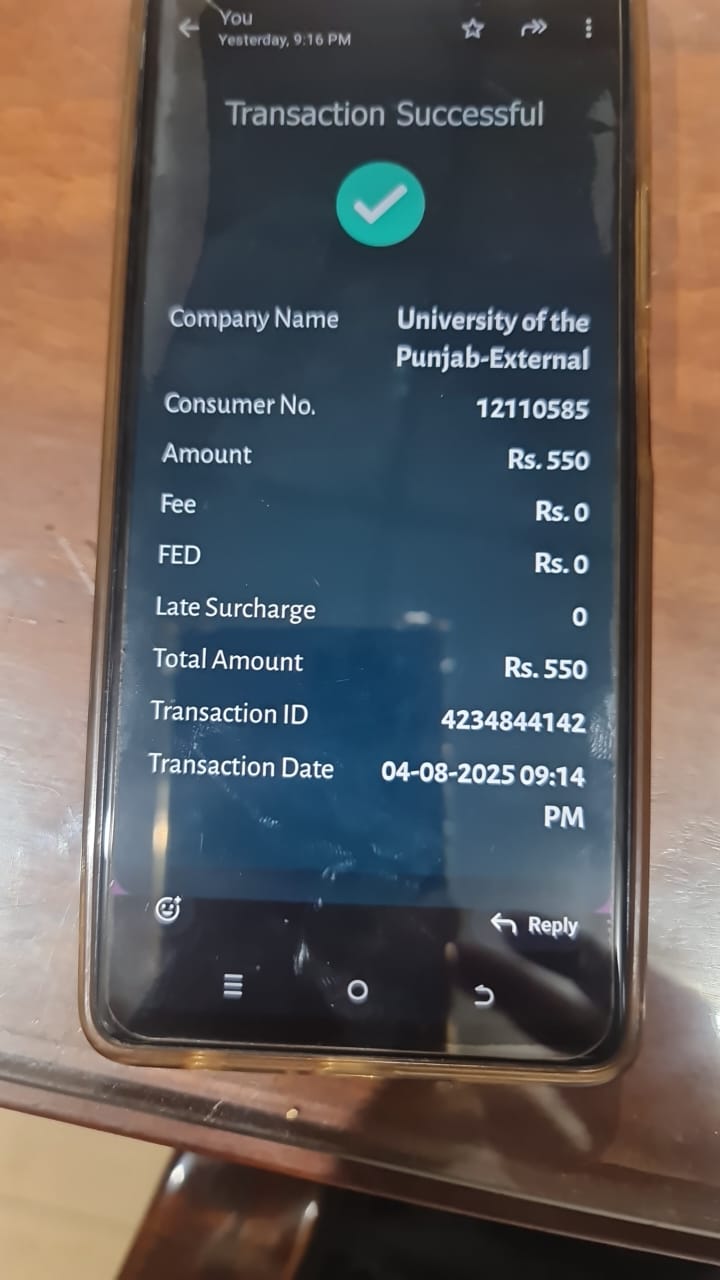 You
Yesterday, 9:16 PM
Transaction Successful
Company Name University of the
Punjab-External
Consumer No. 12110585
Amount Rs. 550
Fee Rs. 0
FED Rs. 0
Late Surcharge 0
Total Amount Rs. 550
Transaction ID 4234844142
Transaction Date 04-08-2025 09:14
PM
Reply